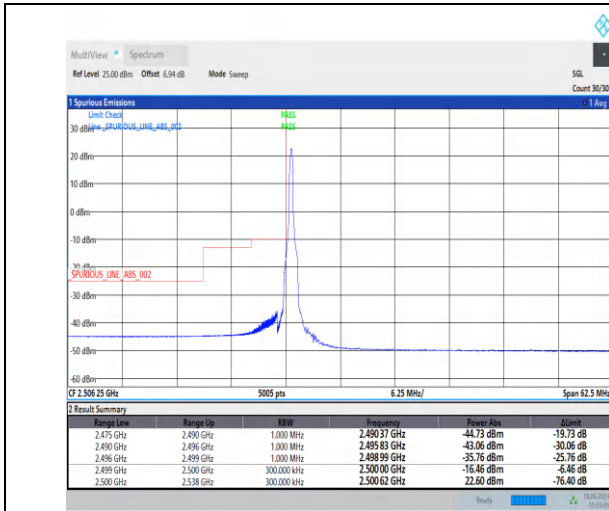 MultiView Spectrum
Ref Level 25.00 dBm Offset 6.94 dB Mode Sweep SGL
Count 30/30
1 Spurious Emissions 1 Avg
Limit Check PASS
Line _SPURIOUS_LINE_ABS_002 PASS
30 dBm
20 dBm
10 dBm
0 dBm
-10 dBm
-20 dBm
_SPURIOUS_LINE_ABS_002
-30 dBm
-40 dBm
-50 dBm
-60 dBm
CF 2.506 25 GHz 5005 pts 6.25 MHz/ Span 62.5 MHz
2 Result Summary
Range Low Range Up RBW Frequency Power Abs ΔLimit
2.475 GHz 2.490 GHz 1.000 MHz 2.490 37 GHz -44.73 dBm -19.73 dB
2.490 GHz 2.496 GHz 1.000 MHz 2.495 83 GHz -43.06 dBm -30.06 dB
2.496 GHz 2.499 GHz 1.000 MHz 2.498 99 GHz -35.76 dBm -25.76 dB
2.499 GHz 2.500 GHz 300.000 kHz 2.500 00 GHz -16.46 dBm -6.46 dB
2.500 GHz 2.538 GHz 300.000 kHz 2.500 62 GHz 22.60 dBm -76.40 dB
Ready